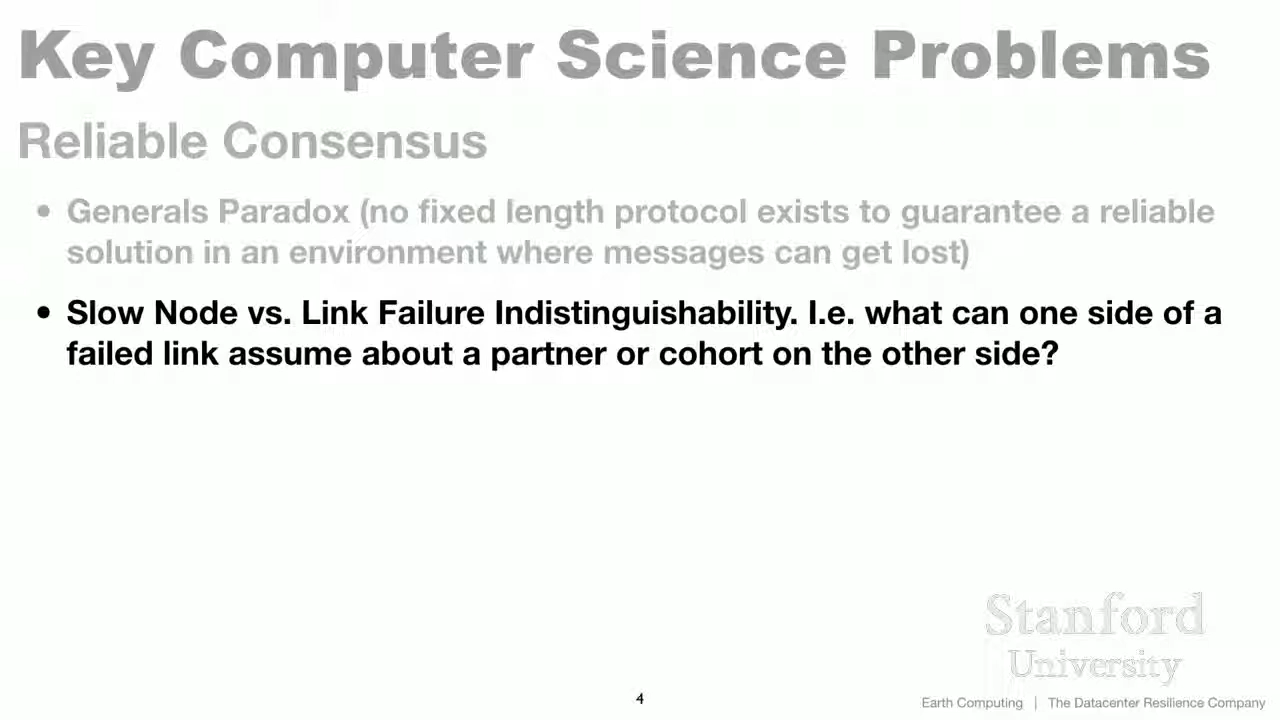 Key Computer Science Problems
Reliable Consensus
• Generals Paradox (no fixed length protocol exists to guarantee a reliable
solution in an environment where messages can get lost)
• Slow Node vs. Link Failure Indistinguishability. I.e. what can one side of a
failed link assume about a partner or cohort on the other side?
Stanford
University
4
Earth Computing | The Datacenter Resilience Company